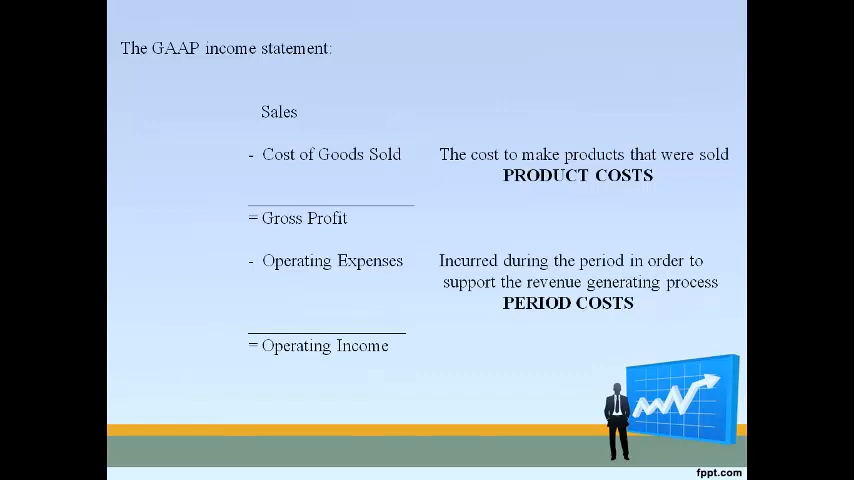 The GAAP income statement:
Sales
- Cost of Goods Sold The cost to make products that were sold
PRODUCT COSTS
= Gross Profit
- Operating Expenses Incurred during the period in order to
support the revenue generating process
PERIOD COSTS
= Operating Income
fppt.com